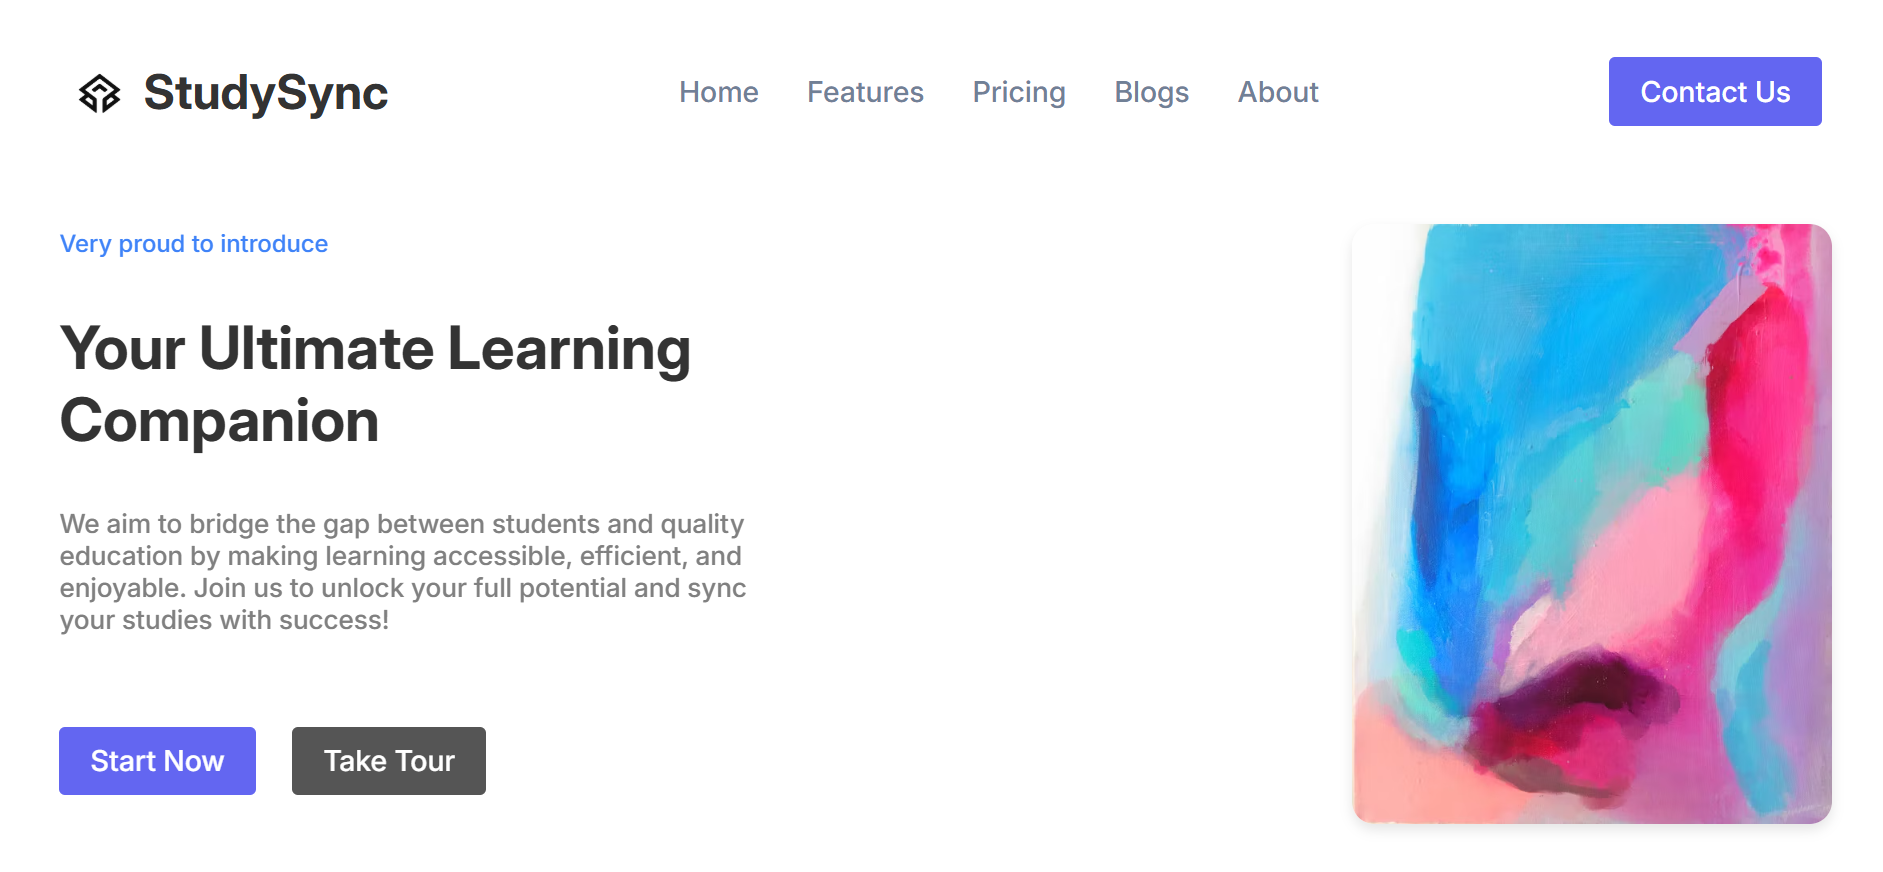 StudySync
Home
Features
Pricing
Blogs
About
Contact Us
Very proud to introduce
Your Ultimate Learning
Companion
We aim to bridge the gap between students and quality
education by making learning accessible, efficient, and
enjoyable. Join us to unlock your full potential and sync
your studies with success!
Start Now
Take Tour